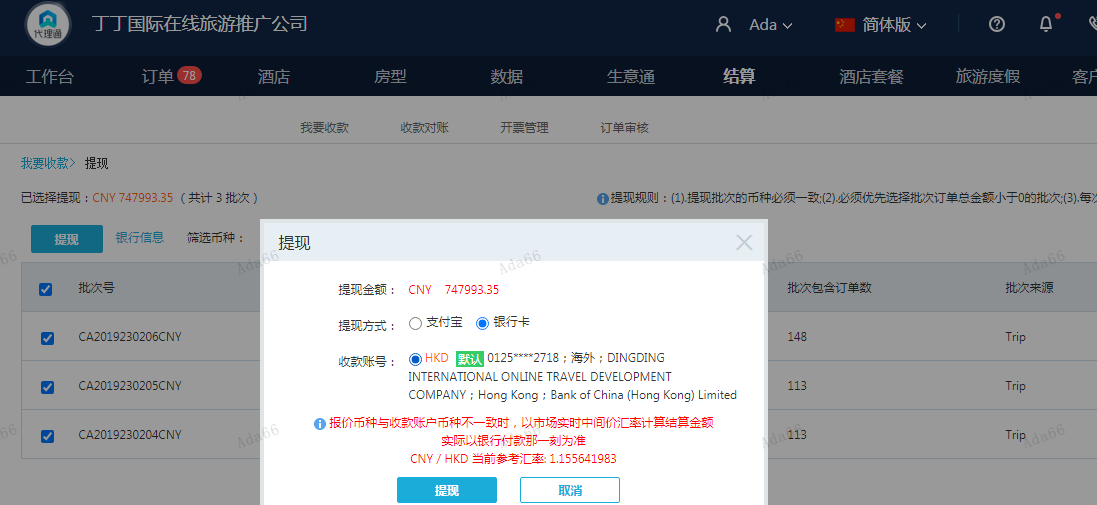 代理通
丁丁国际在线旅游推广公司
Ada
简体版
工作台 订单 78 酒店 房型 数据 生意通 结算 酒店套餐 旅游度假 客户
我要收款 收款对账 开票管理 订单审核
我要收款> 提现
已选择提现：CNY 747993.35 （共计 3 批次）
提现规则：(1).提现批次的币种必须一致;(2).必须优先选择批次订单总金额小于0的批次;(3).每次
提现 银行信息 筛选币种：
批次号 批次包含订单数 批次来源
CA2019230206CNY 148 Trip
CA2019230205CNY 113 Trip
CA2019230204CNY 113 Trip
提现
提现金额： CNY 747993.35
提现方式： 支付宝 银行卡
收款账号： HKD 默认 0125****2718；海外；DINGDING
INTERNATIONAL ONLINE TRAVEL DEVELOPMENT
COMPANY；Hong Kong；Bank of China (Hong Kong) Limited
报价币种与收款账户币种不一致时，以市场实时中间价汇率计算结算金额
实际以银行付款那一刻为准
CNY / HKD 当前参考汇率: 1.155641983
提现 取消
Ada66
Ada66
Ada66
Ada66
Ada66
Ada66